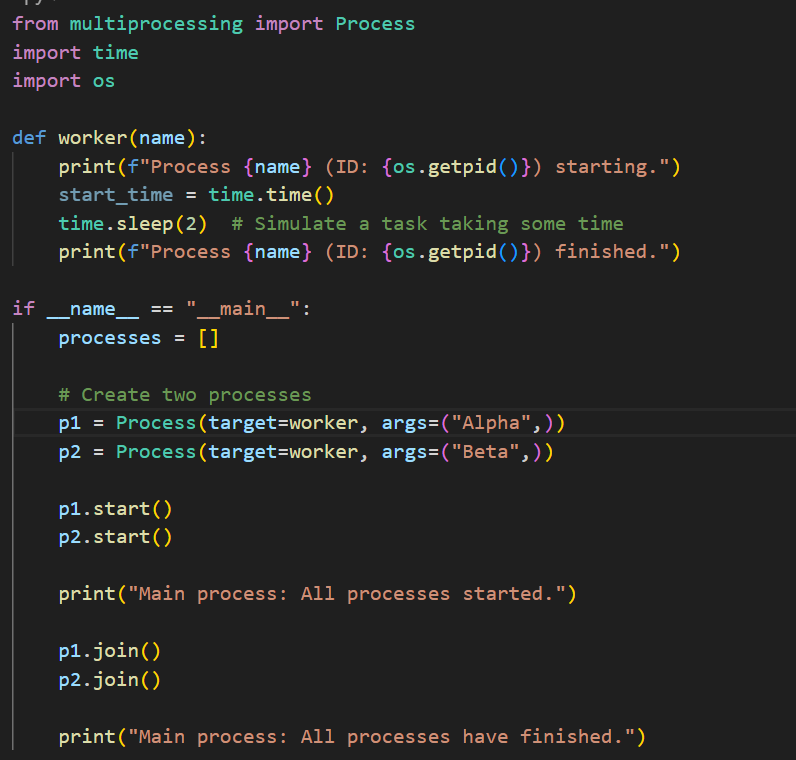 from multiprocessing import Process
import time
import os

def worker(name):
    print(f"Process {name} (ID: {os.getpid()}) starting.")
    start_time = time.time()
    time.sleep(2)  # Simulate a task taking some time
    print(f"Process {name} (ID: {os.getpid()}) finished.")

if __name__ == "__main__":
    processes = []

    # Create two processes
    p1 = Process(target=worker, args=("Alpha",))
    p2 = Process(target=worker, args=("Beta",))

    p1.start()
    p2.start()

    print("Main process: All processes started.")

    p1.join()
    p2.join()

    print("Main process: All processes have finished.")